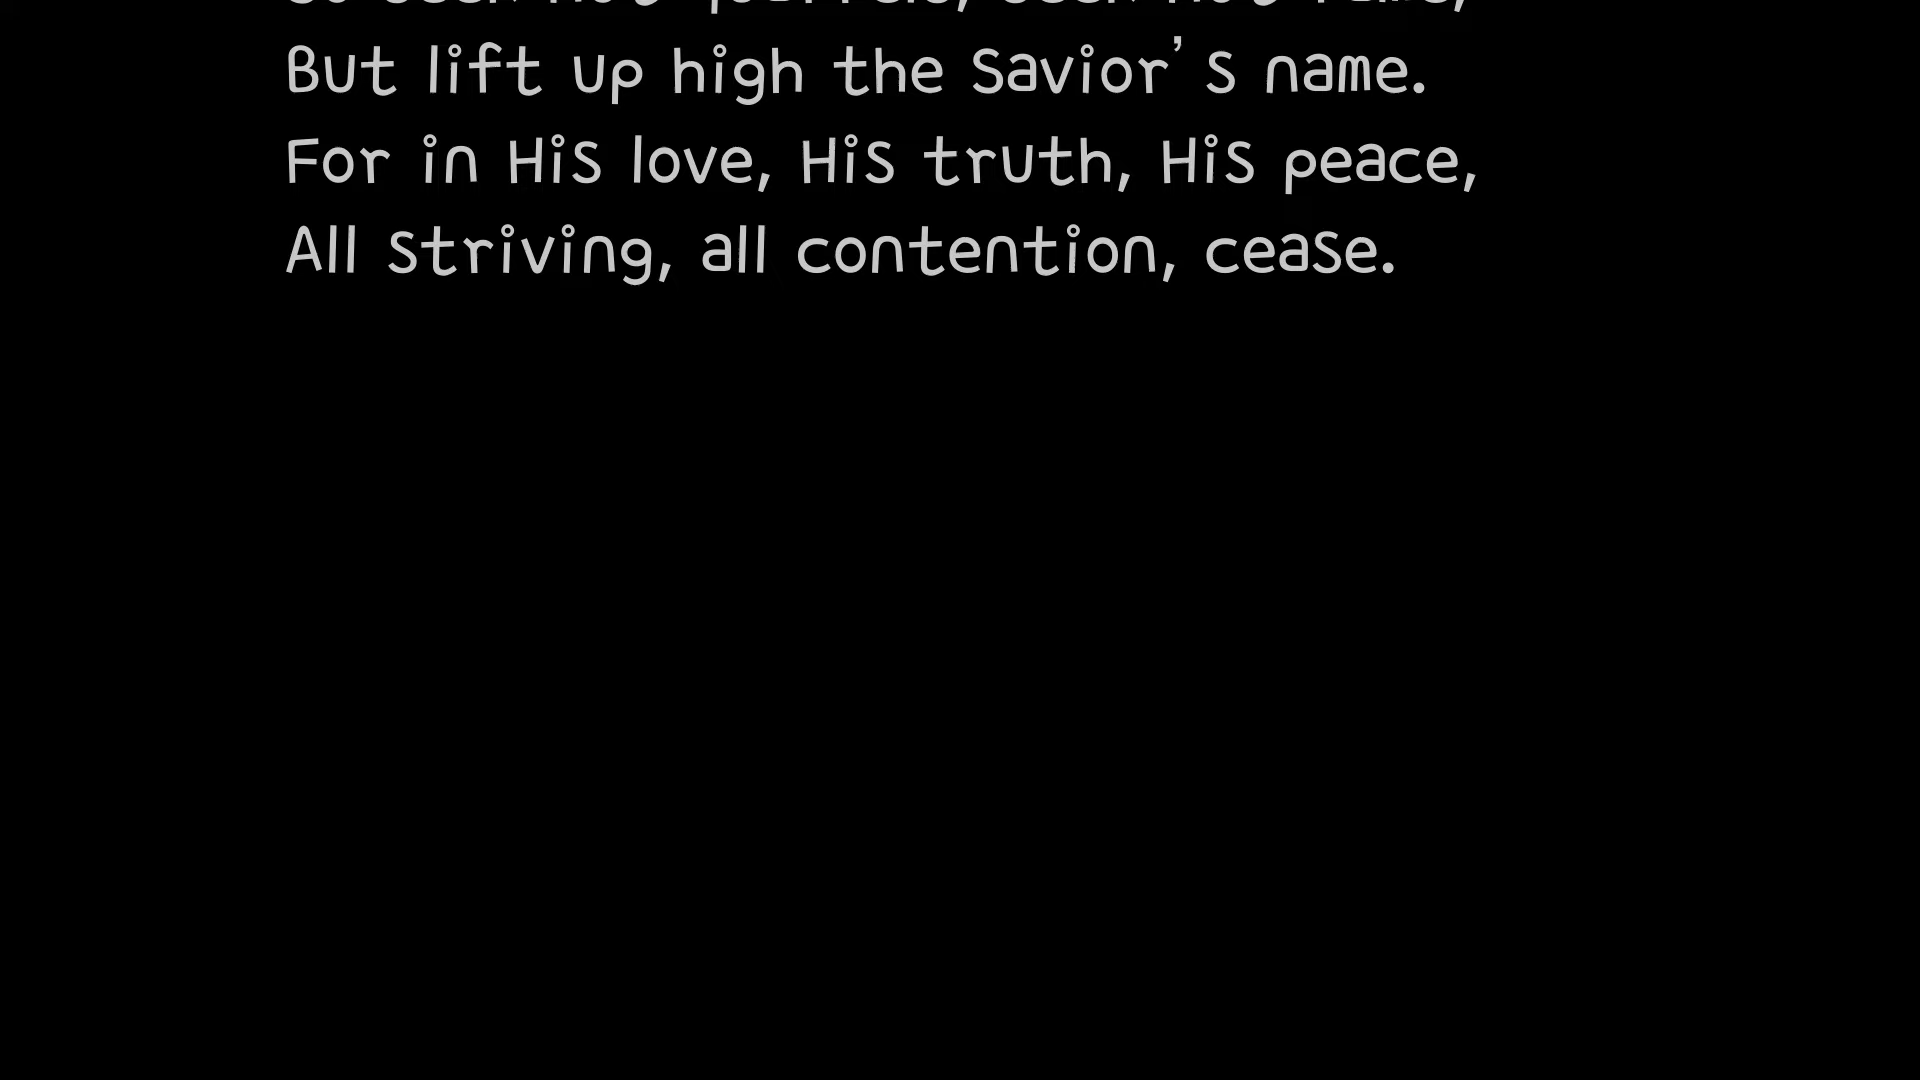 But lift up high the Savior's name.
For in His love, His truth, His peace,
All striving, all contention, cease.